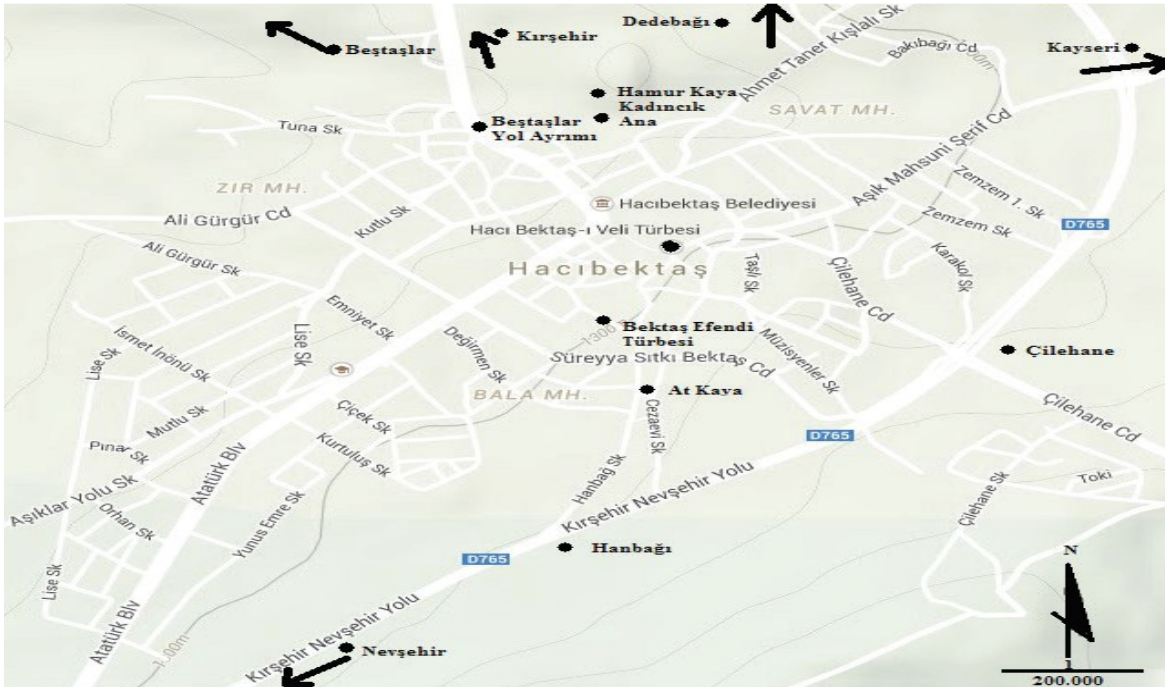 Dedebağı
Ahmet Taner Kışlalı Sk
Kırşehir
Beştaşlar
Bakıbağı Cd
Kayseri
Hamur Kaya
Kadıncık
Ana
SAVAT MH.
Beştaşlar
Yol Ayrımı
Tuna Sk
Aşık Mahsuni Şerif Cd
Zemzem 1. Sk
ZIR MH.
Ali Gürgür Cd
Kutlu Sk
Hacıbektaş Belediyesi
Zemzem Sk
D765
Hacı Bektaş-ı Veli Türbesi
Ali Gürgür Sk
Hacıbektaş
Taşlı Sk
Çilehane Cd
Karakol Sk
Emniyet Sk
Lise Sk
Değirmen Sk
1300
Bektaş Efendi
Türbesi
Müzisyenler Sk
Çilehane
İsmet İnönü Sk
Lise Sk
Süreyya Sıtkı Bektaş Cd
BALA MH.
At Kaya
Cezaevi Sk
Çiçek Sk
Mutlu Sk
Kurtuluş Sk
Pınar Sk
Atatürk Blv
D765
Çilehane Cd
Hanbağ Sk
Aşıklar Yolu Sk
Orhan Sk
Yunus Emre Sk
Kırşehir Nevşehir Yolu
Çilehane Sk
Toki
Hanbağı
D765
Lise Sk
N
Atatürk Blv
Kırşehir Nevşehir Yolu
Nevşehir
1
200.000